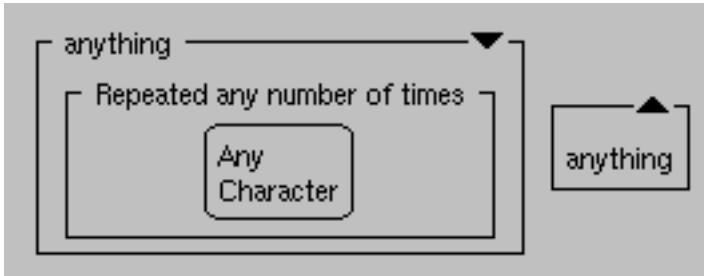 anything
Repeated any number of times
Any
Character
anything